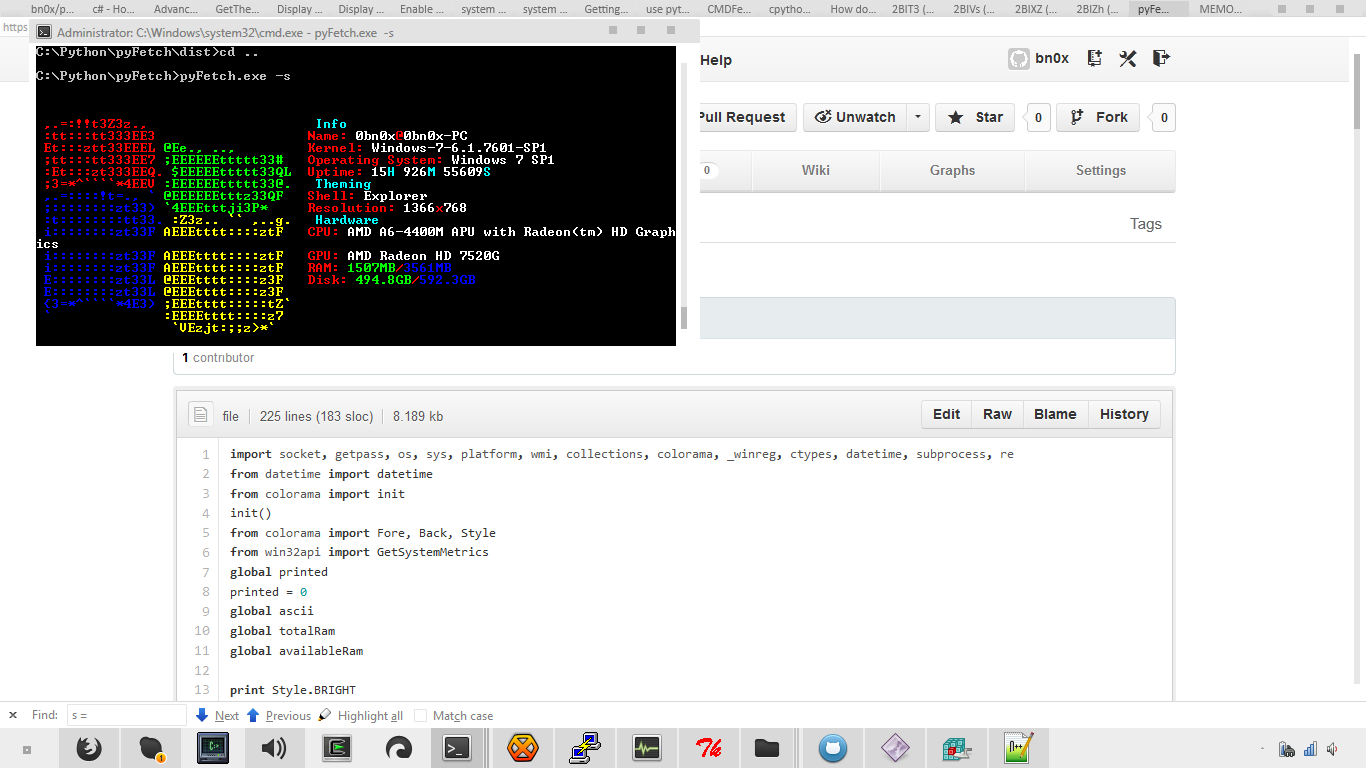 bn0x/p... c# - Ho... Advanc... GetThe... Display ... Display ... Enable ... system ... system ... Getting... use pyt... CMDFe... cpytho... How do... 2BIT3 (... 2BIVs (... 2BIXZ (... 2BIZh (... pyFe... MEMO...
https
Administrator: C:\Windows\system32\cmd.exe - pyFetch.exe -s
C:\Python\pyFetch\dist>cd ..
C:\Python\pyFetch>pyFetch.exe -s
Help bn0x
Pull Request Unwatch Star 0 Fork 0
0 Wiki Graphs Settings
Tags
,.=:!!t3Z3z.,  Info
:tt:::tt333EE3 Name: 0bn0x@0bn0x-PC
Et:::ztt33EEEL @Ee., .., Kernel: Windows-7-6.1.7601-SP1
;tt:::tt333EE7 ;EEEEEEttttt33# Operating System: Windows 7 SP1
:Et:::zt333EEQ. $EEEEEttttt33QL Uptime: 15H 926M 55609S
;3=*^````*4EEV :EEEEEEttttt33@. Theming
,.=::::!t=., ` @EEEEEEtttz33QF Shell: Explorer
;::::::::zt33) `4EEEtttji3P* Resolution: 1366x768
:t::::::::tt33. :Z3z.. `` ,..g. Hardware
i::::::::zt33F AEEEtttt::::ztF CPU: AMD A6-4400M APU with Radeon(tm) HD Graph
ics
i::::::::zt33F AEEEtttt::::ztF GPU: AMD Radeon HD 7520G
i::::::::zt33F AEEEtttt::::ztF RAM: 1507MB/3561MB
E::::::::zt33L @EEEtttt::::z3F Disk: 494.8GB/592.3GB
E::::::::zt33L @EEEtttt::::z3F
{3=*^````*4E3) ;EEEtttt:::::tZ`
` :EEEEtttt::::z7
`VEzjt:;;z>*`
1 contributor
file 225 lines (183 sloc) 8.189 kb Edit Raw Blame History
1 import socket, getpass, os, sys, platform, wmi, collections, colorama, _winreg, ctypes, datetime, subprocess, re
2 from datetime import datetime
3 from colorama import init
4 init()
5 from colorama import Fore, Back, Style
6 from win32api import GetSystemMetrics
7 global printed
8 printed = 0
9 global ascii
10 global totalRam
11 global availableRam
12
13 print Style.BRIGHT
Find: s = Next Previous Highlight all Match case
1 C:\ Tk N++